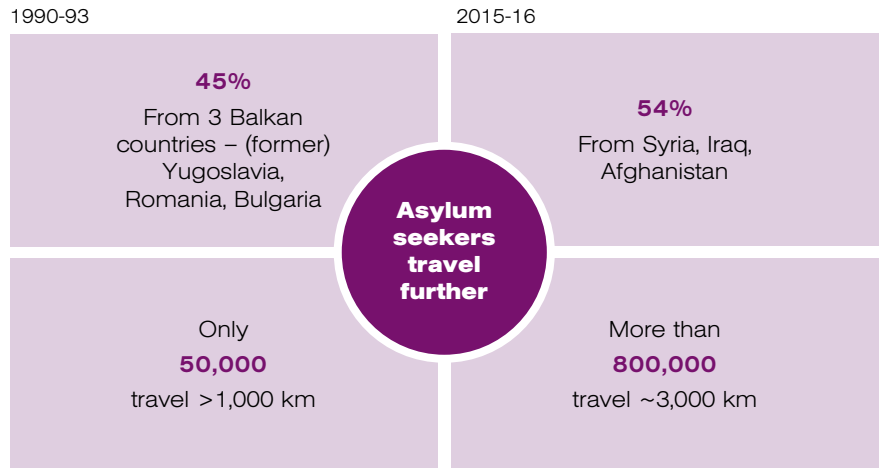 1990-93
2015-16
45%
From 3 Balkan
countries – (former)
Yugoslavia,
Romania, Bulgaria
54%
From Syria, Iraq,
Afghanistan
Asylum
seekers
travel
further
Only
50,000
travel >1,000 km
More than
800,000
travel ~3,000 km